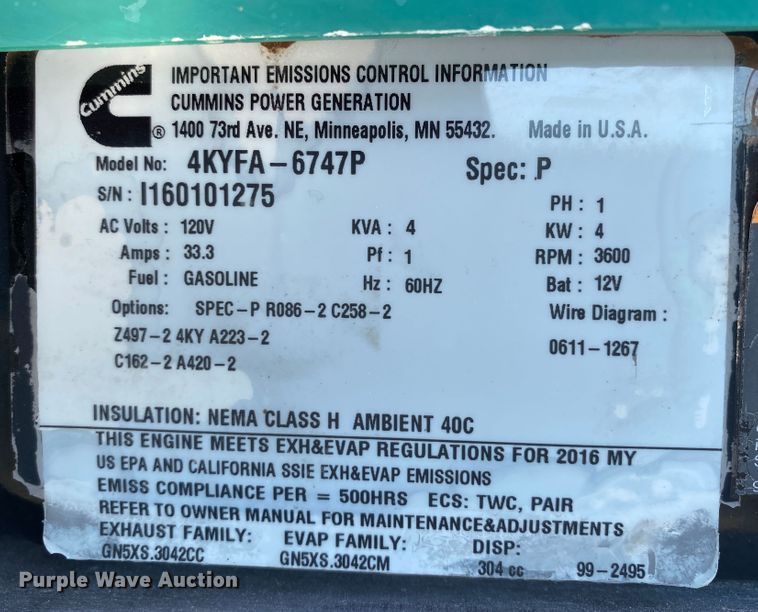 Cummins
IMPORTANT EMISSIONS CONTROL INFORMATION
CUMMINS POWER GENERATION
® 1400 73rd Ave. NE, Minneapolis, MN 55432. Made in U.S.A.
Model No: 4KYFA-6747P Spec: P
S/N : I160101275
PH : 1
AC Volts : 120V KVA : 4 KW : 4
Amps : 33.3 Pf : 1 RPM : 3600
Fuel : GASOLINE Hz : 60HZ Bat : 12V
Options: SPEC-P R086-2 C258-2 Wire Diagram :
Z497-2 4KY A223-2 0611-1267
C162-2 A420-2
INSULATION: NEMA CLASS H AMBIENT 40C
THIS ENGINE MEETS EXH&EVAP REGULATIONS FOR 2016 MY
US EPA AND CALIFORNIA SSIE EXH&EVAP EMISSIONS
EMISS COMPLIANCE PER = 500HRS ECS: TWC, PAIR
REFER TO OWNER MANUAL FOR MAINTENANCE&ADJUSTMENTS
EXHAUST FAMILY: EVAP FAMILY: DISP:
GN5XS.3042CC GN5XS.3042CM 304 cc 99-2495
Purple Wave Auction